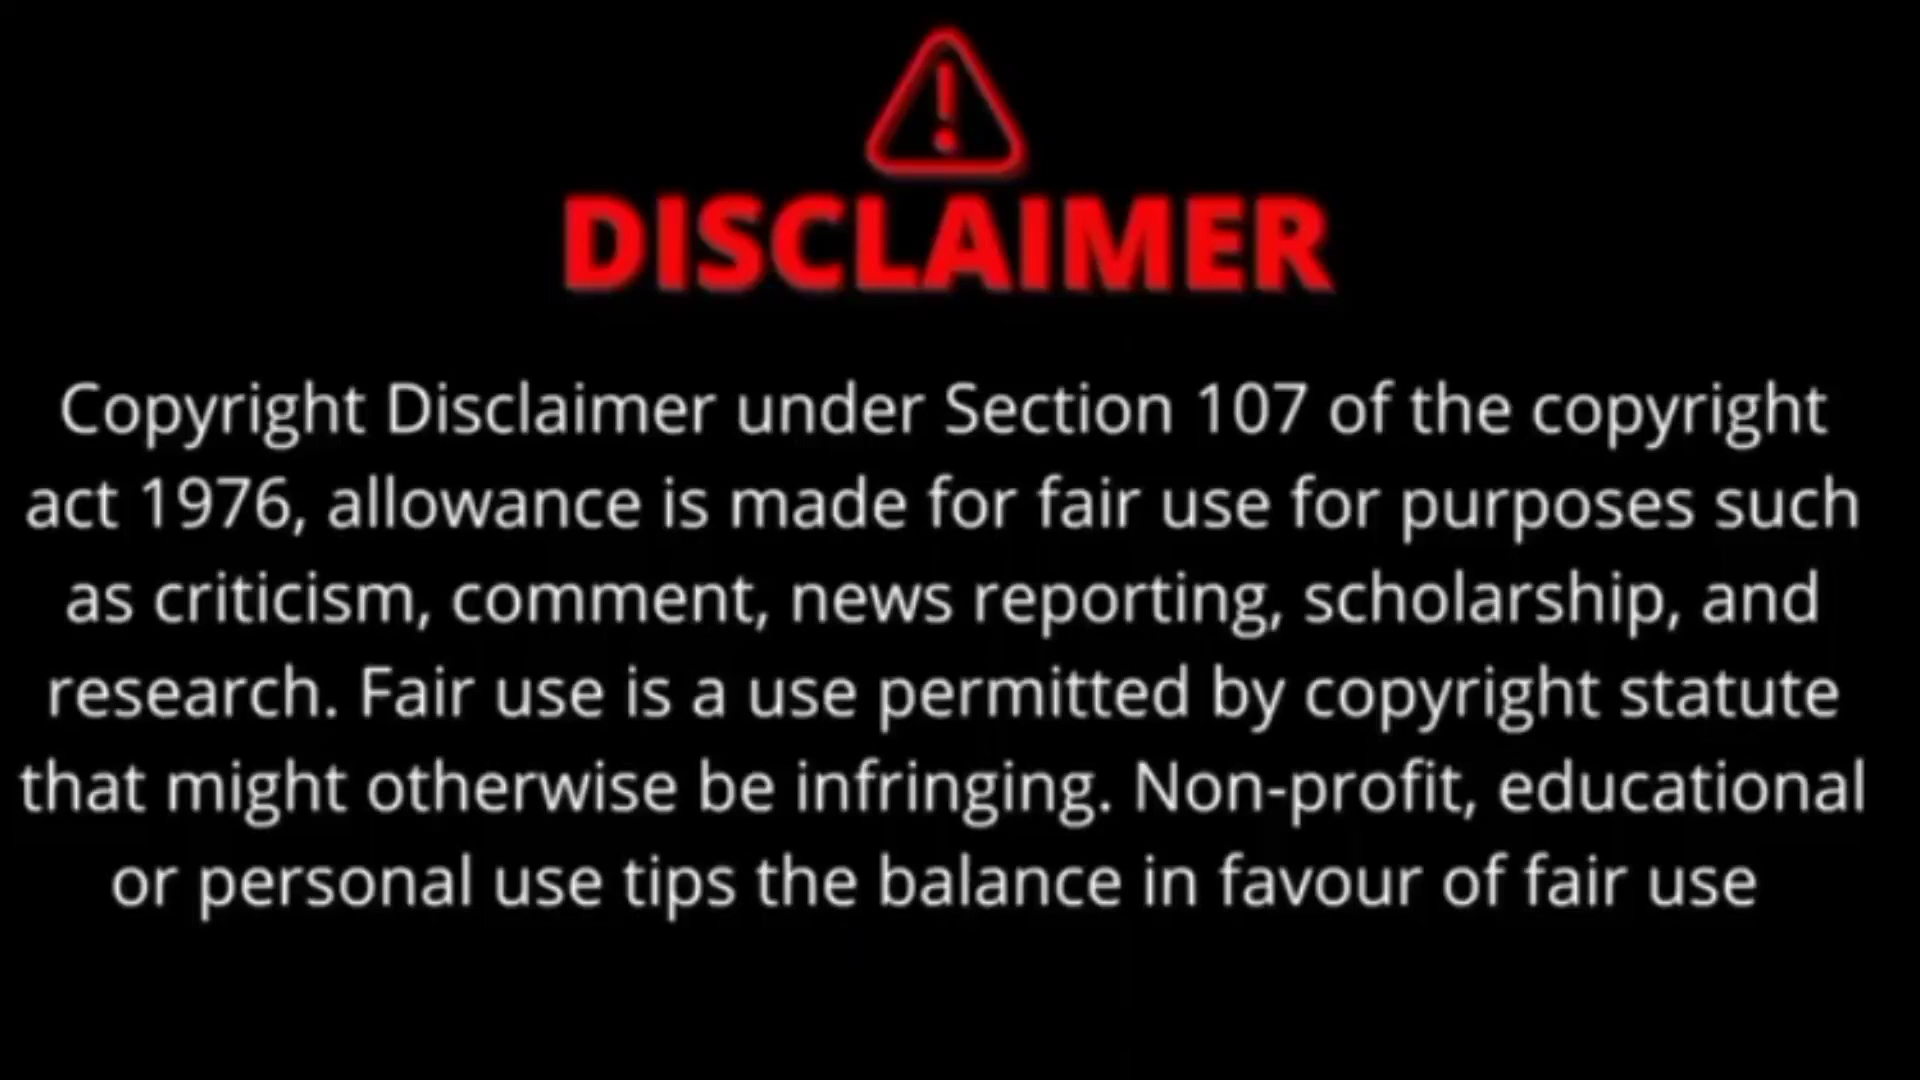 DISCLAIMER
Copyright Disclaimer under Section 107 of the copyright
act 1976, allowance is made for fair use for purposes such
as criticism, comment, news reporting, scholarship, and
research. Fair use is a use permitted by copyright statute
that might otherwise be infringing. Non-profit, educational
or personal use tips the balance in favour of fair use